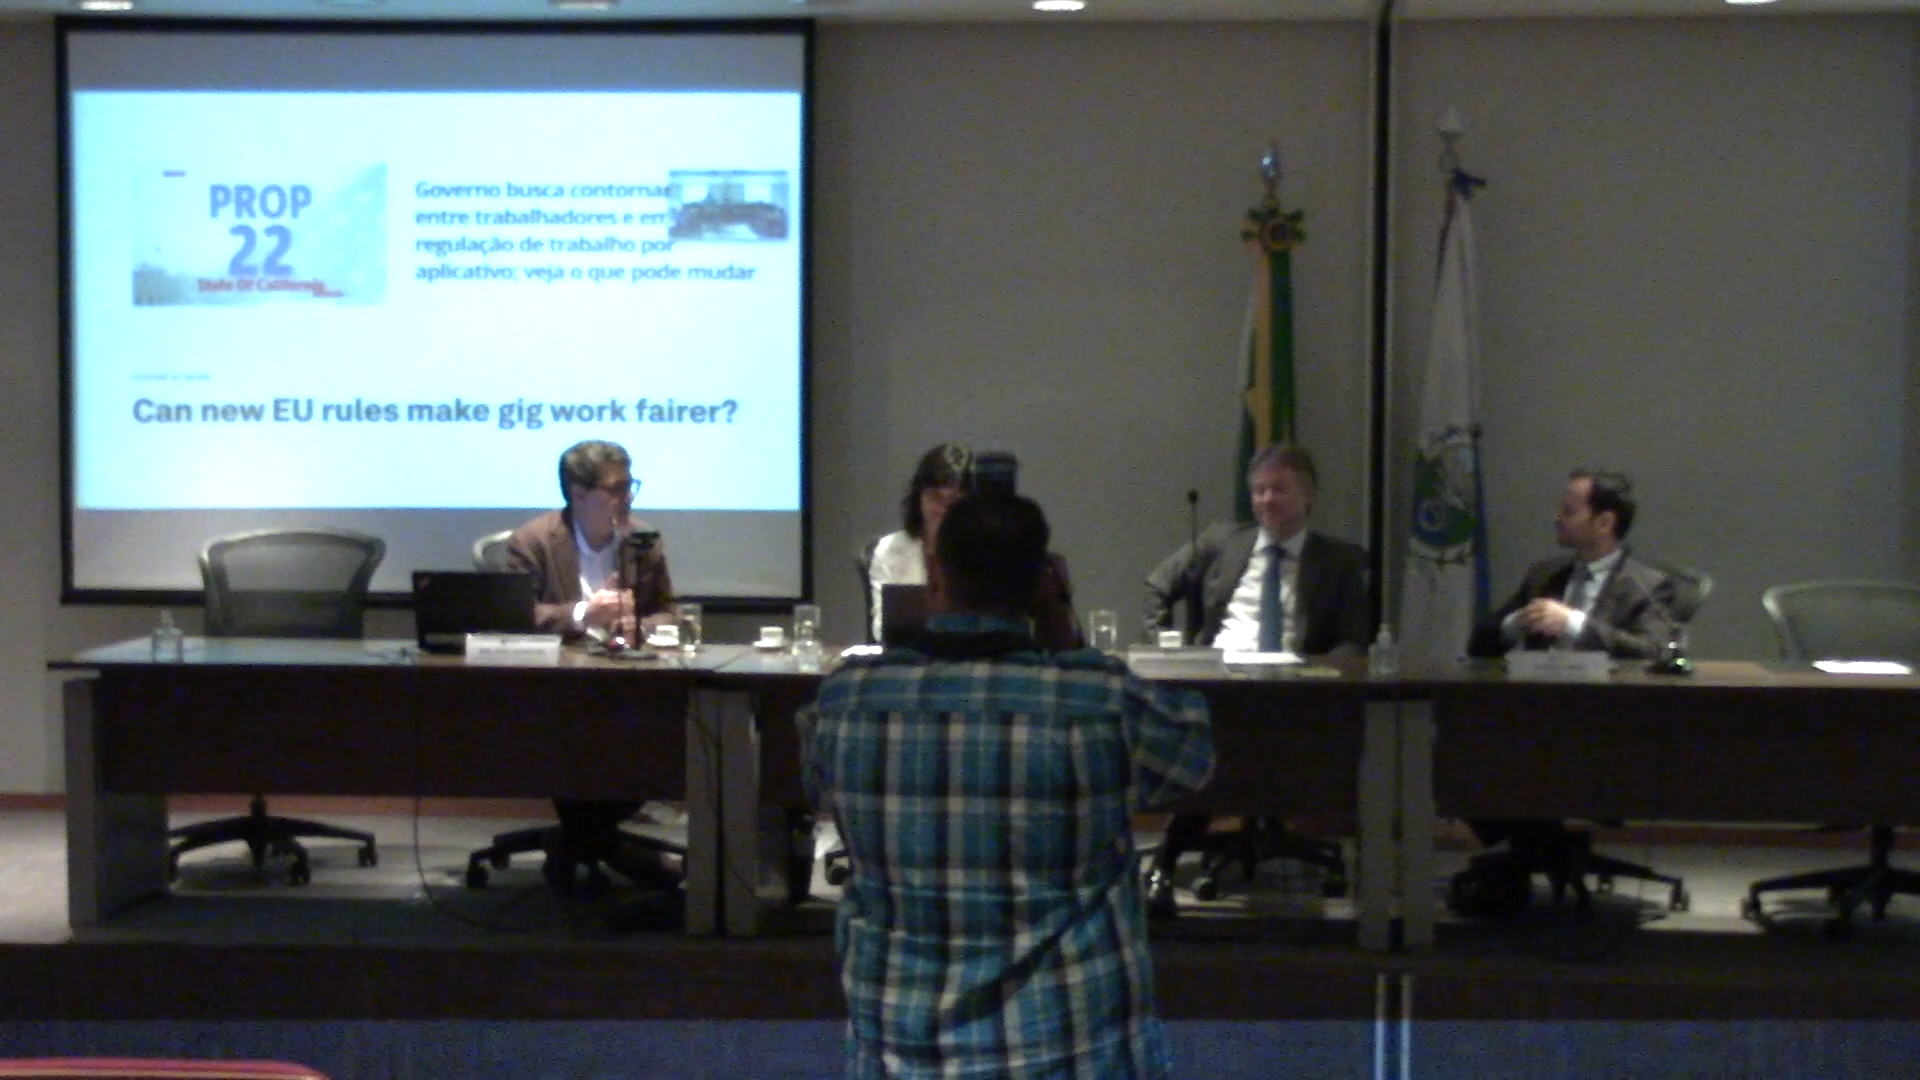 PROP
22
State Of California
Governo busca contornar
entre trabalhadores e em
regulação de trabalho por
aplicativo; veja o que pode mudar
Can new EU rules make gig work fairer?